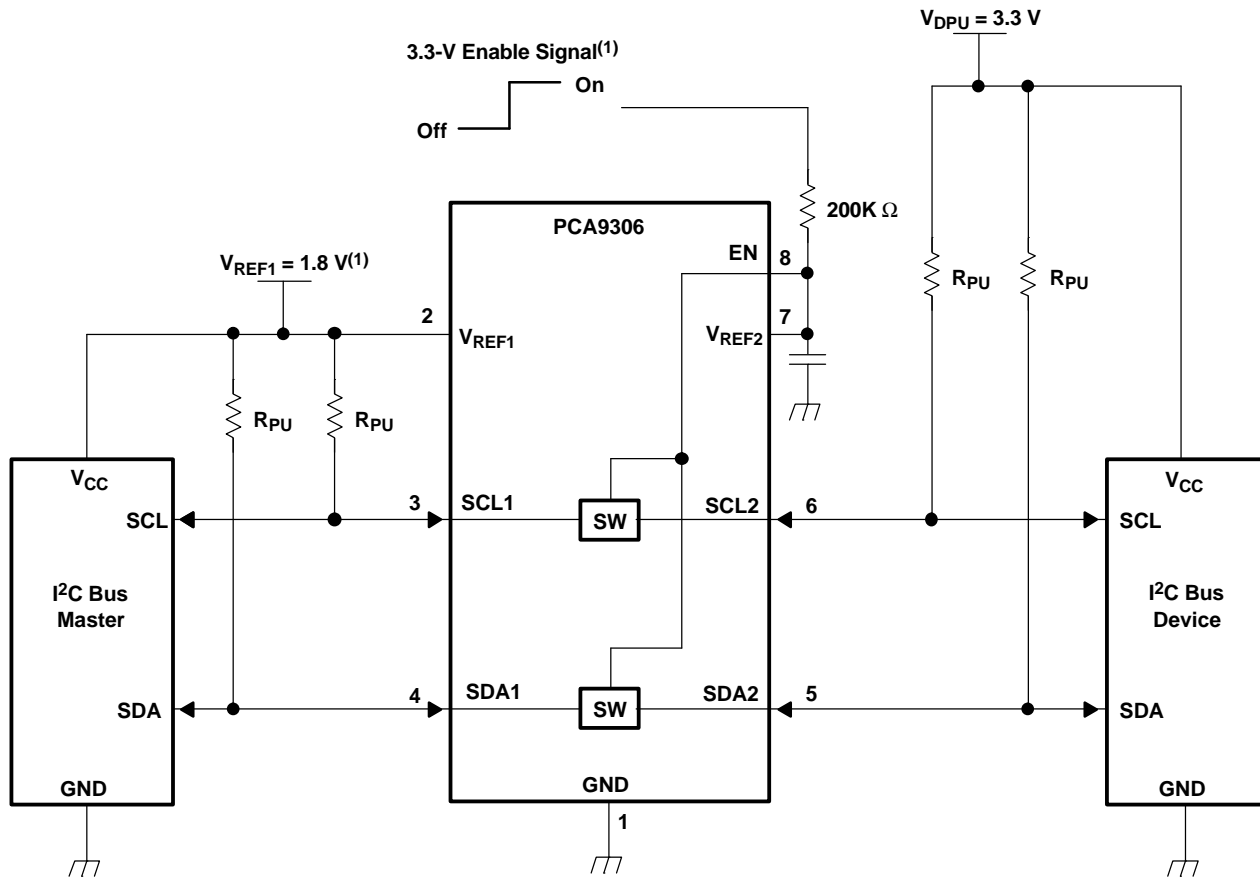 V_DPU = 3.3 V
3.3-V Enable Signal(1)
On
Off
200K Ω
PCA9306
EN
8
V_REF1 = 1.8 V(1)
R_PU
R_PU
2
7
V_REF1
V_REF2
R_PU
R_PU
V_CC
V_CC
SCL
3
SCL1
SW
SCL2
6
SCL
I2C Bus
Master
I2C Bus
Device
SDA
4
SDA1
SW
SDA2
5
SDA
GND
GND
GND
1